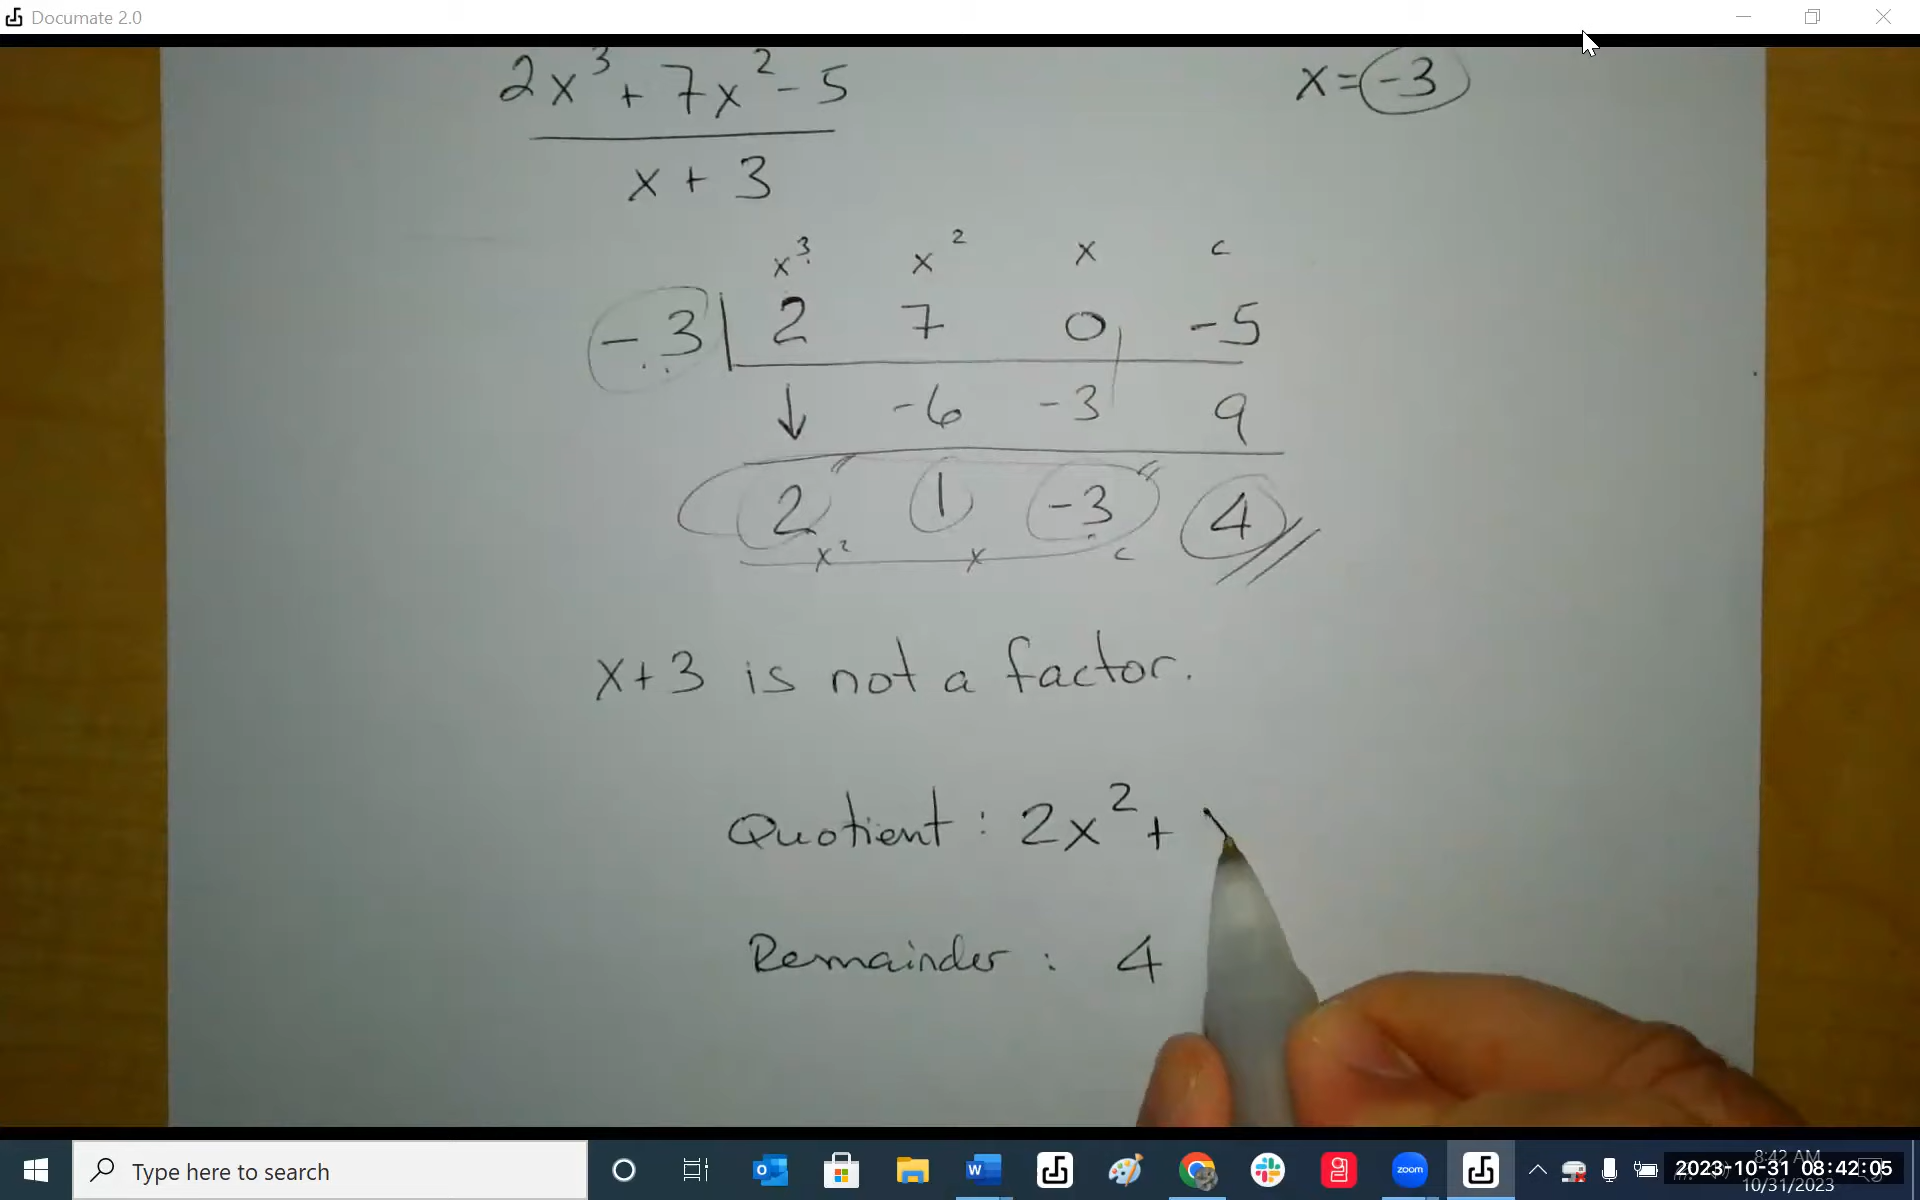 Documate 2.0
2x³ + 7x² - 5
x = -3
x + 3
x³ x² x c
-3 2 7 0 -5
↓ -6 -3 9
2 1 -3 4
x² x c
x+3 is not a factor.
Quotient : 2x² +
Remainder : 4
Type here to search
zoom
8:42 AM
2023-10-31 08:42:05
10/31/2023